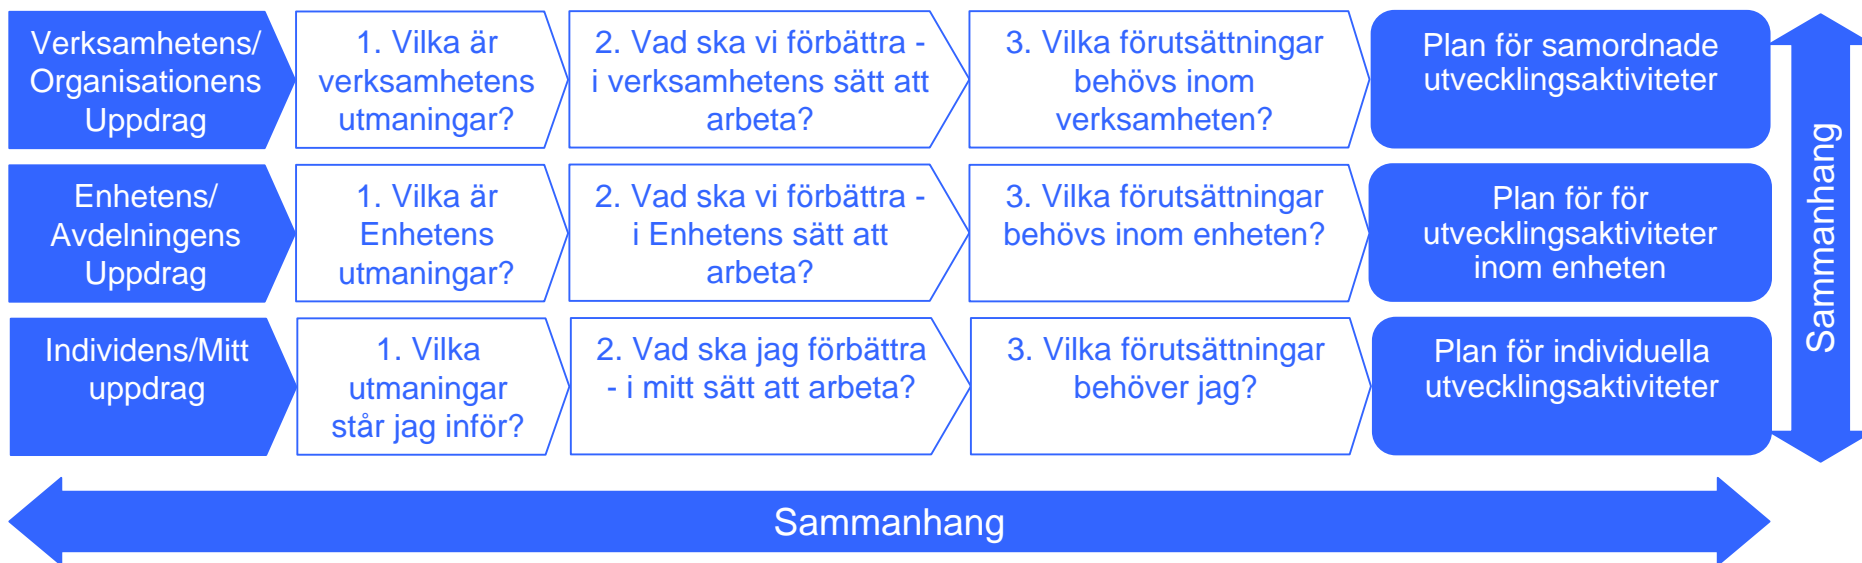 Verksamhetens/
Organisationens
Uppdrag
1. Vilka är
verksamhetens
utmaningar?
2. Vad ska vi förbättra -
i verksamhetens sätt att
arbeta?
3. Vilka förutsättningar
behövs inom
verksamheten?
Plan för samordnade
utvecklingsaktiviteter
Enhetens/
Avdelningens
Uppdrag
1. Vilka är
Enhetens
utmaningar?
2. Vad ska vi förbättra -
i Enhetens sätt att
arbeta?
3. Vilka förutsättningar
behövs inom enheten?
Plan för för
utvecklingsaktiviteter
inom enheten
Individens/Mitt
uppdrag
1. Vilka
utmaningar
står jag inför?
2. Vad ska jag förbättra
- i mitt sätt att arbeta?
3. Vilka förutsättningar
behöver jag?
Plan för individuella
utvecklingsaktiviteter
Sammanhang
Sammanhang